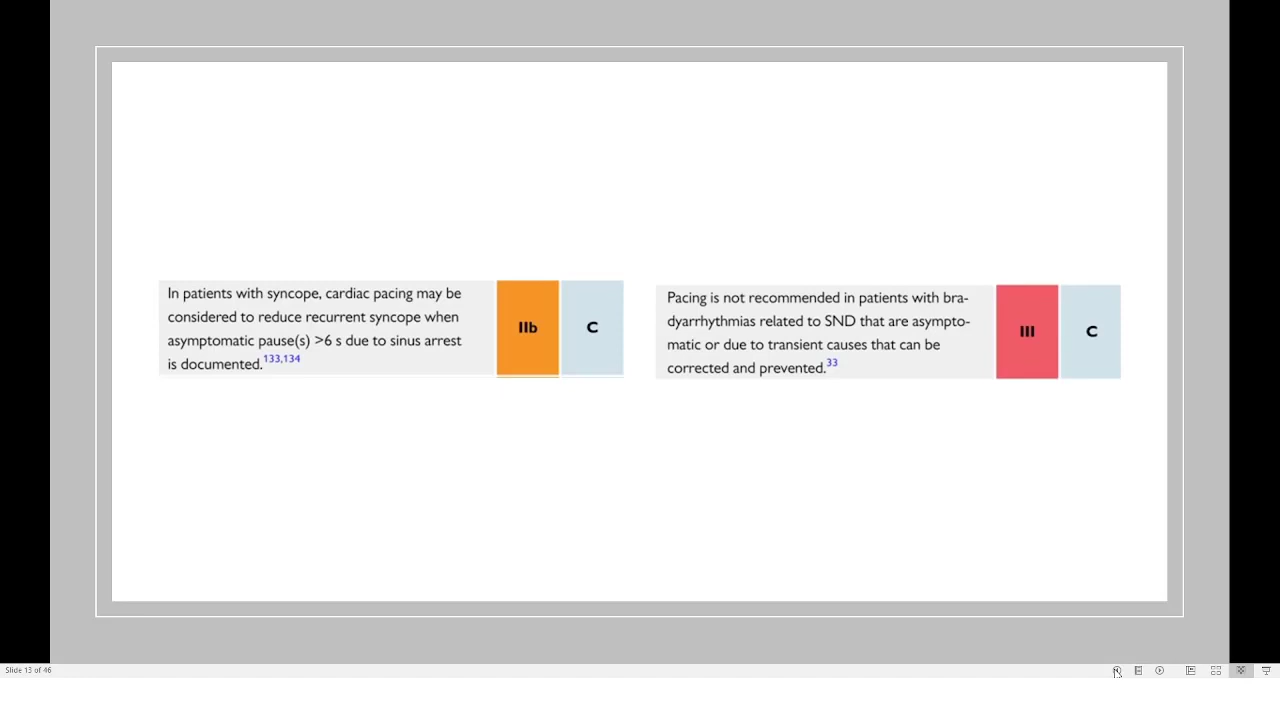 In patients with syncope, cardiac pacing may be
considered to reduce recurrent syncope when
asymptomatic pause(s) >6 s due to sinus arrest
is documented.133,134
IIb
C
Pacing is not recommended in patients with bra-
dyarrhythmias related to SND that are asympto-
matic or due to transient causes that can be
corrected and prevented.33
III
C
Slide 13 of 46